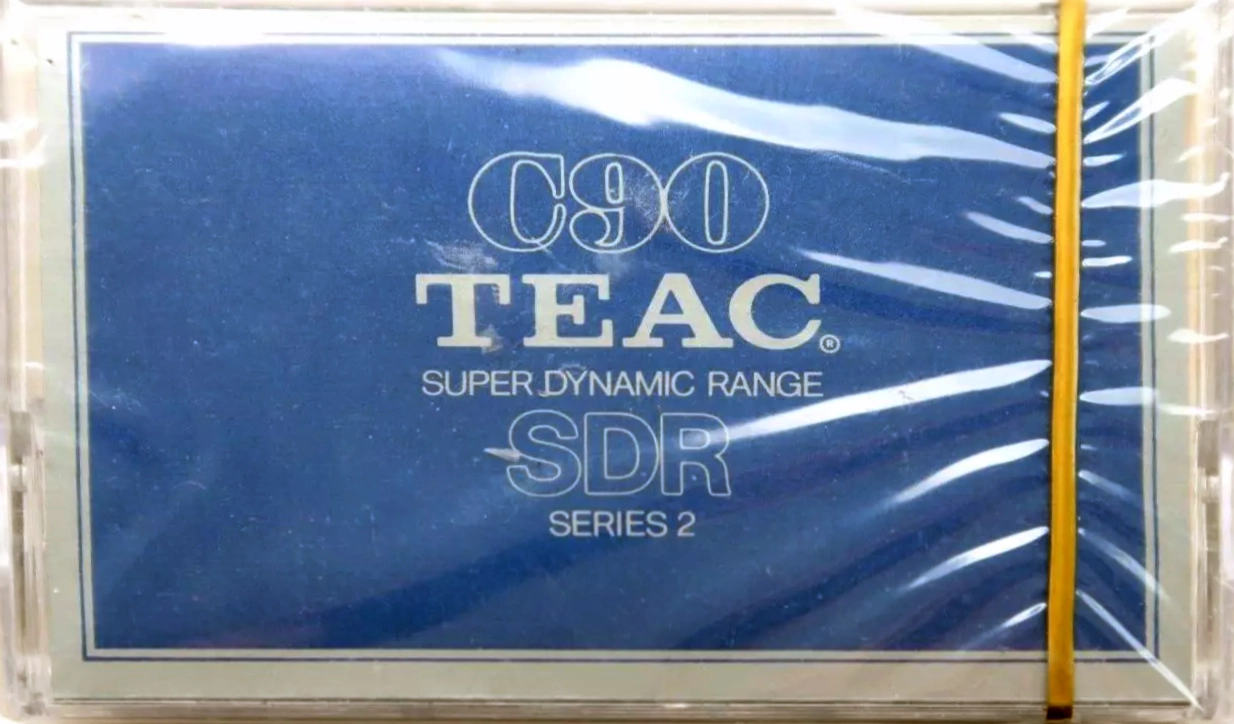 C90
TEAC®
SUPER DYNAMIC RANGE
SDR
SERIES 2